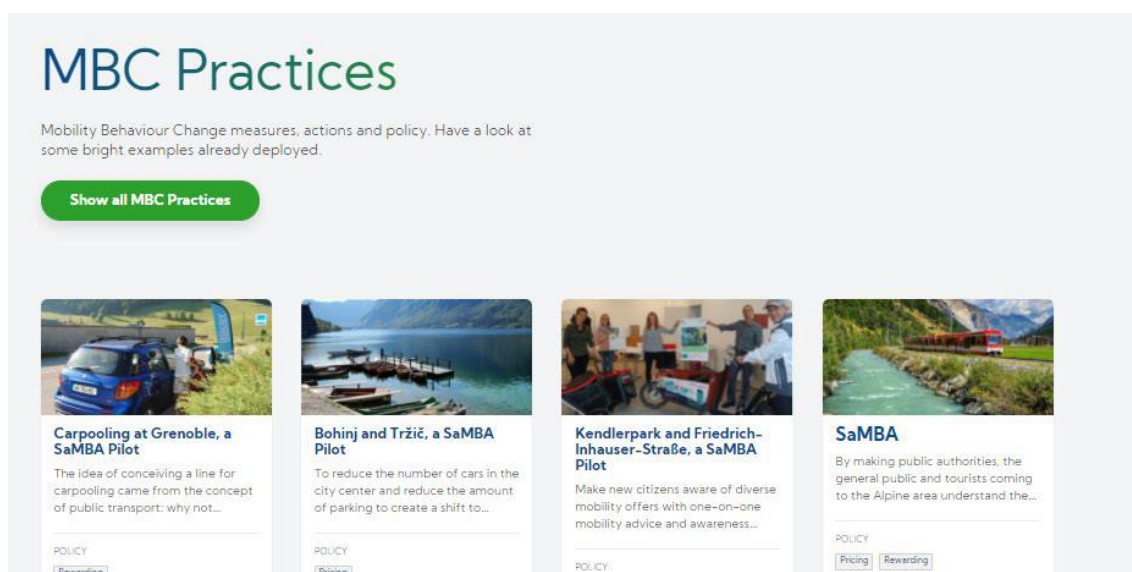 MBC Practices
Mobility Behaviour Change measures, actions and policy. Have a look at
some bright examples already deployed.
Show all MBC Practices
Carpooling at Grenoble, a
SaMBA Pilot
The idea of conceiving a line for
carpooling came from the concept
of public transport: why not...
POLICY
Rewarding
Bohinj and Tržič, a SaMBA
Pilot
To reduce the number of cars in the
city center and reduce the amount
of parking to create a shift to...
POLICY
Pricing
Kendlerpark and Friedrich-
Inhauser-Straße, a SaMBA
Pilot
Make new citizens aware of diverse
mobility offers with one-on-one
mobility advice and awareness...
POLICY
SaMBA
By making public authorities, the
general public and tourists coming
to the Alpine area understand the...
POLICY
Pricing Rewarding